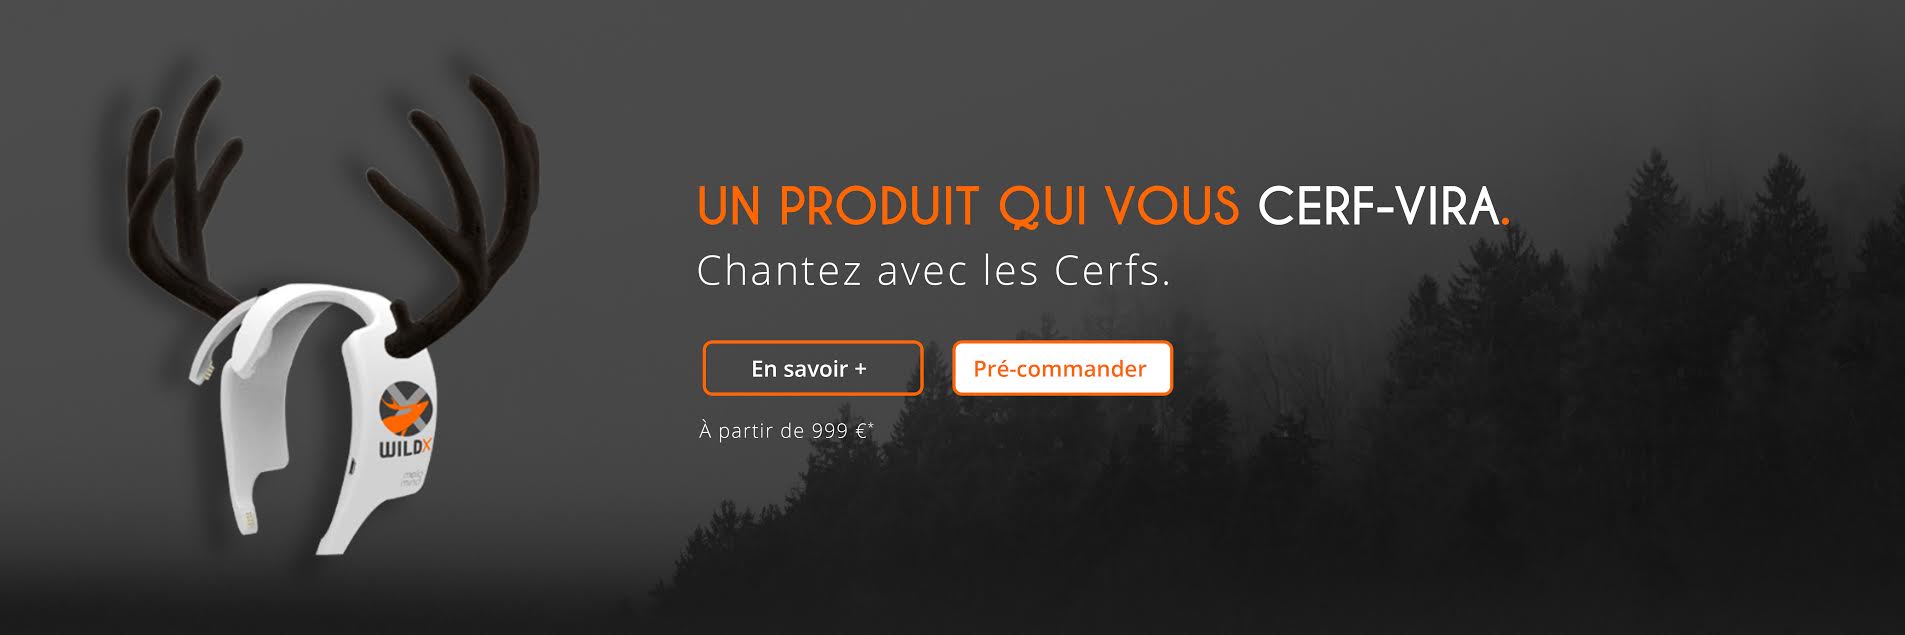 UN PRODUIT QUI VOUS CERF-VIRA.
Chantez avec les Cerfs.
En savoir +
Pré-commander
À partir de 999 €*
WILDX
melo
mind